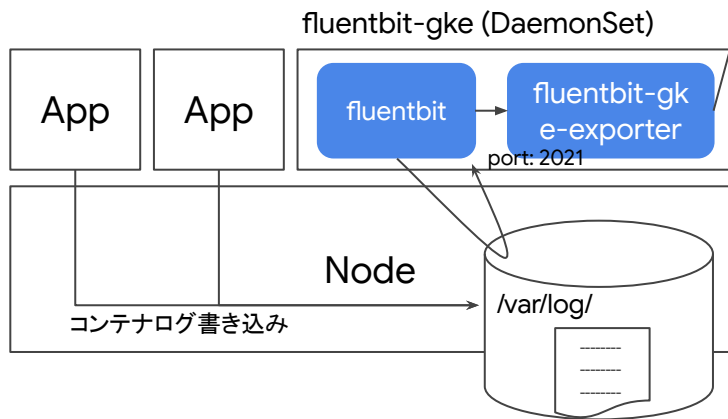 fluentbit-gke (DaemonSet)
App
App
fluentbit
fluentbit-gk
e-exporter
port: 2021
Node
コンテナログ書き込み
/var/log/
--------
--------
--------